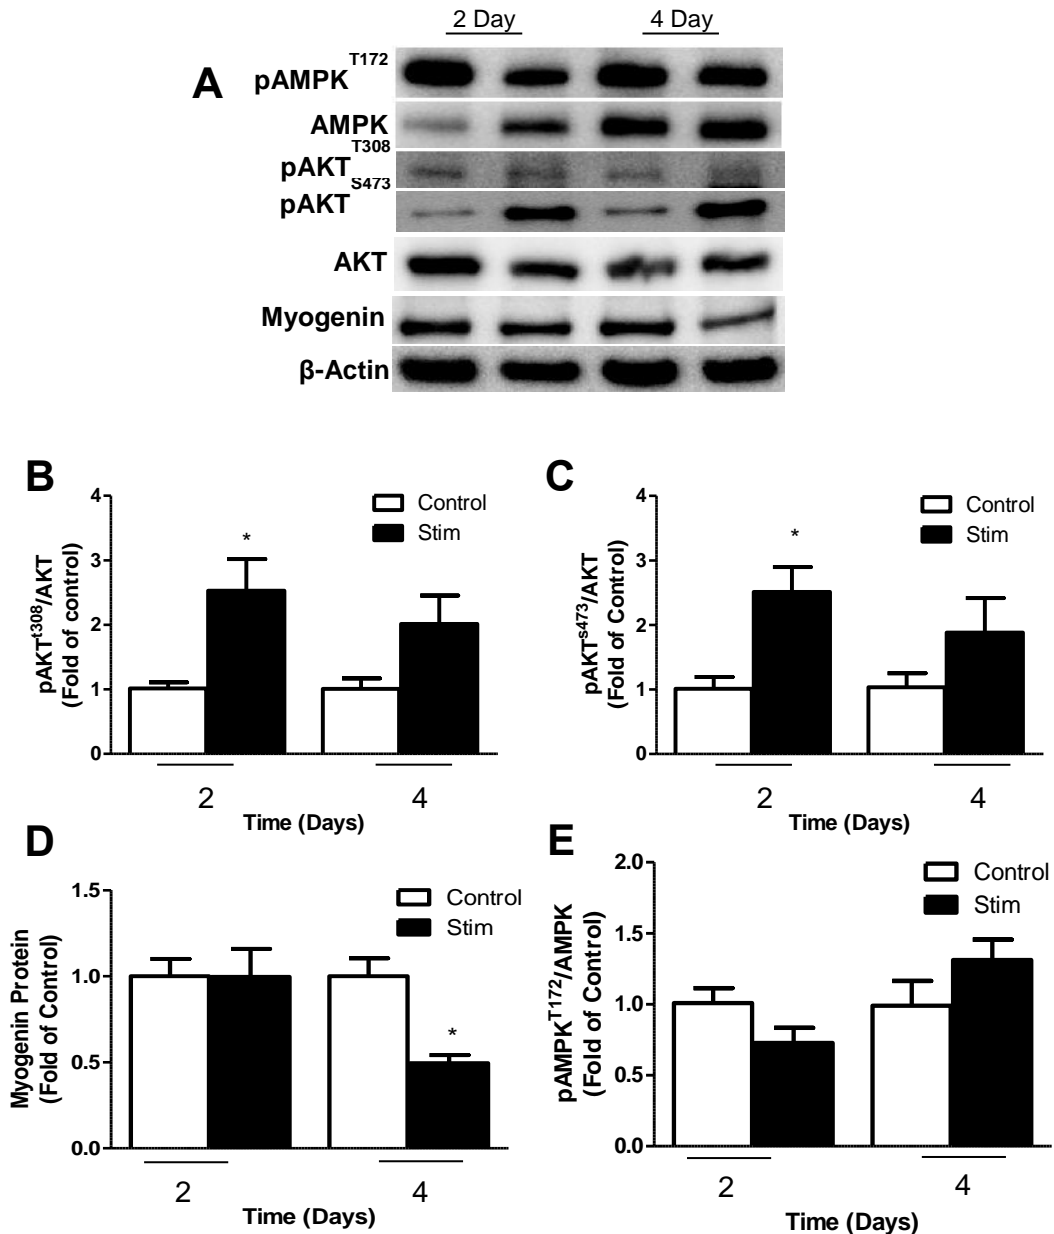 2 Day 4 Day
A
pAMPK T172
AMPK
pAKT T308
pAKT S473
AKT
Myogenin
β-Actin
B
pAKT t308/AKT
(Fold of control)
4
3
2
1
0
Control
Stim
*
2 4
Time (Days)
C
pAKT s473/AKT
(Fold of Control)
4
3
2
1
0
Control
Stim
*
2 4
Time (Days)
D
Myogenin Protein
(Fold of Control)
1.5
1.0
0.5
0.0
Control
Stim
*
2 4
Time (Days)
E
pAMPK T172/AMPK
(Fold of Control)
2.0
1.5
1.0
0.5
0.0
Control
Stim
2 4
Time (Days)